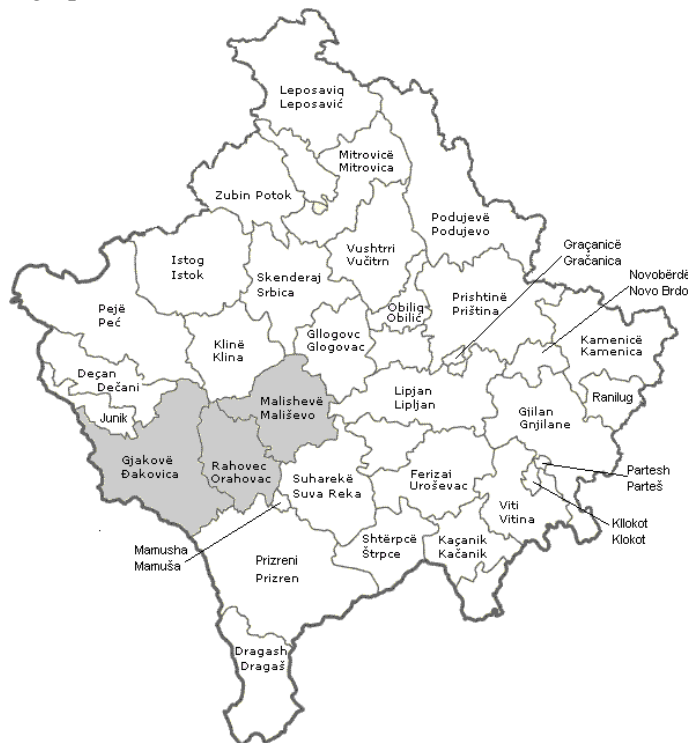 Leposaviq
Leposavić
Mitrovicë
Mitrovica
Zubin Potok
Podujevë
Podujevo
Istog
Istok
Vushtrri
Vučitrn
Graçanicë
Gračanica
Skenderaj
Srbica
Novobërdë
Novo Brdo
Pejë
Peć
Obiliq
Obilić
Prishtinë
Priština
Gllogovc
Glogovac
Klinë
Klina
Kamenicë
Kamenica
Deçan
Dečani
Malishevë
Mališevo
Lipjan
Lipljan
Ranilug
Junik
Gjilan
Gnjilane
Gjakovë
Đakovica
Rahovec
Orahovac
Suharekë
Suva Reka
Ferizai
Uroševac
Partesh
Parteš
Viti
Vitina
Kllokot
Klokot
Mamusha
Mamuša
Shtërpcë
Štrpce
Kaçanik
Kačanik
Prizreni
Prizren
Dragash
Dragaš